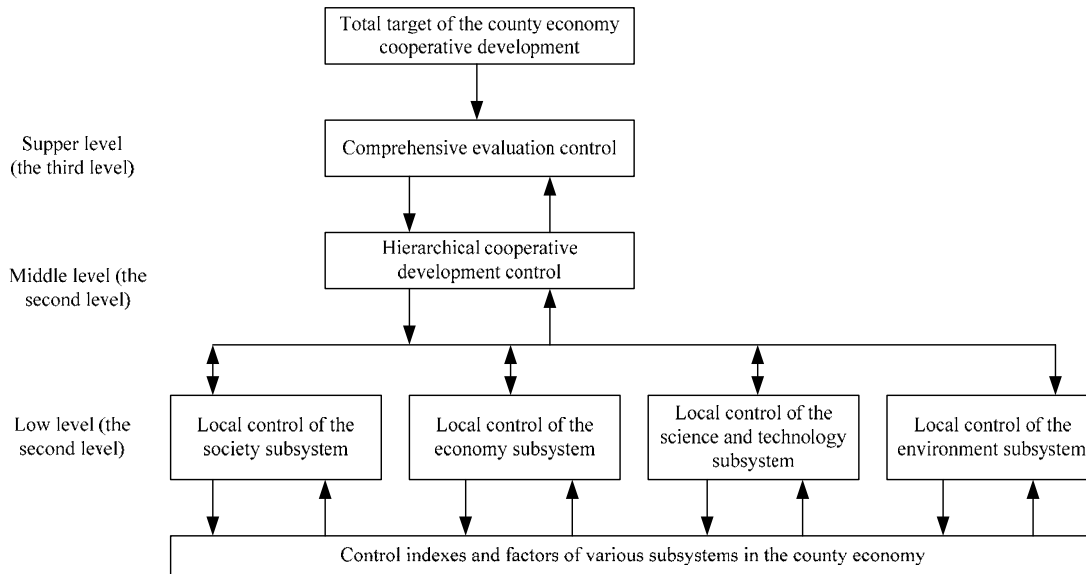 Total target of the county economy
cooperative development
Supper level
(the third level)
Comprehensive evaluation control
Middle level (the
second level)
Hierarchical cooperative
development control
Low level (the
second level)
Local control of the
society subsystem
Local control of the
economy subsystem
Local control of the
science and technology
subsystem
Local control of the
environment subsystem
Control indexes and factors of various subsystems in the county economy